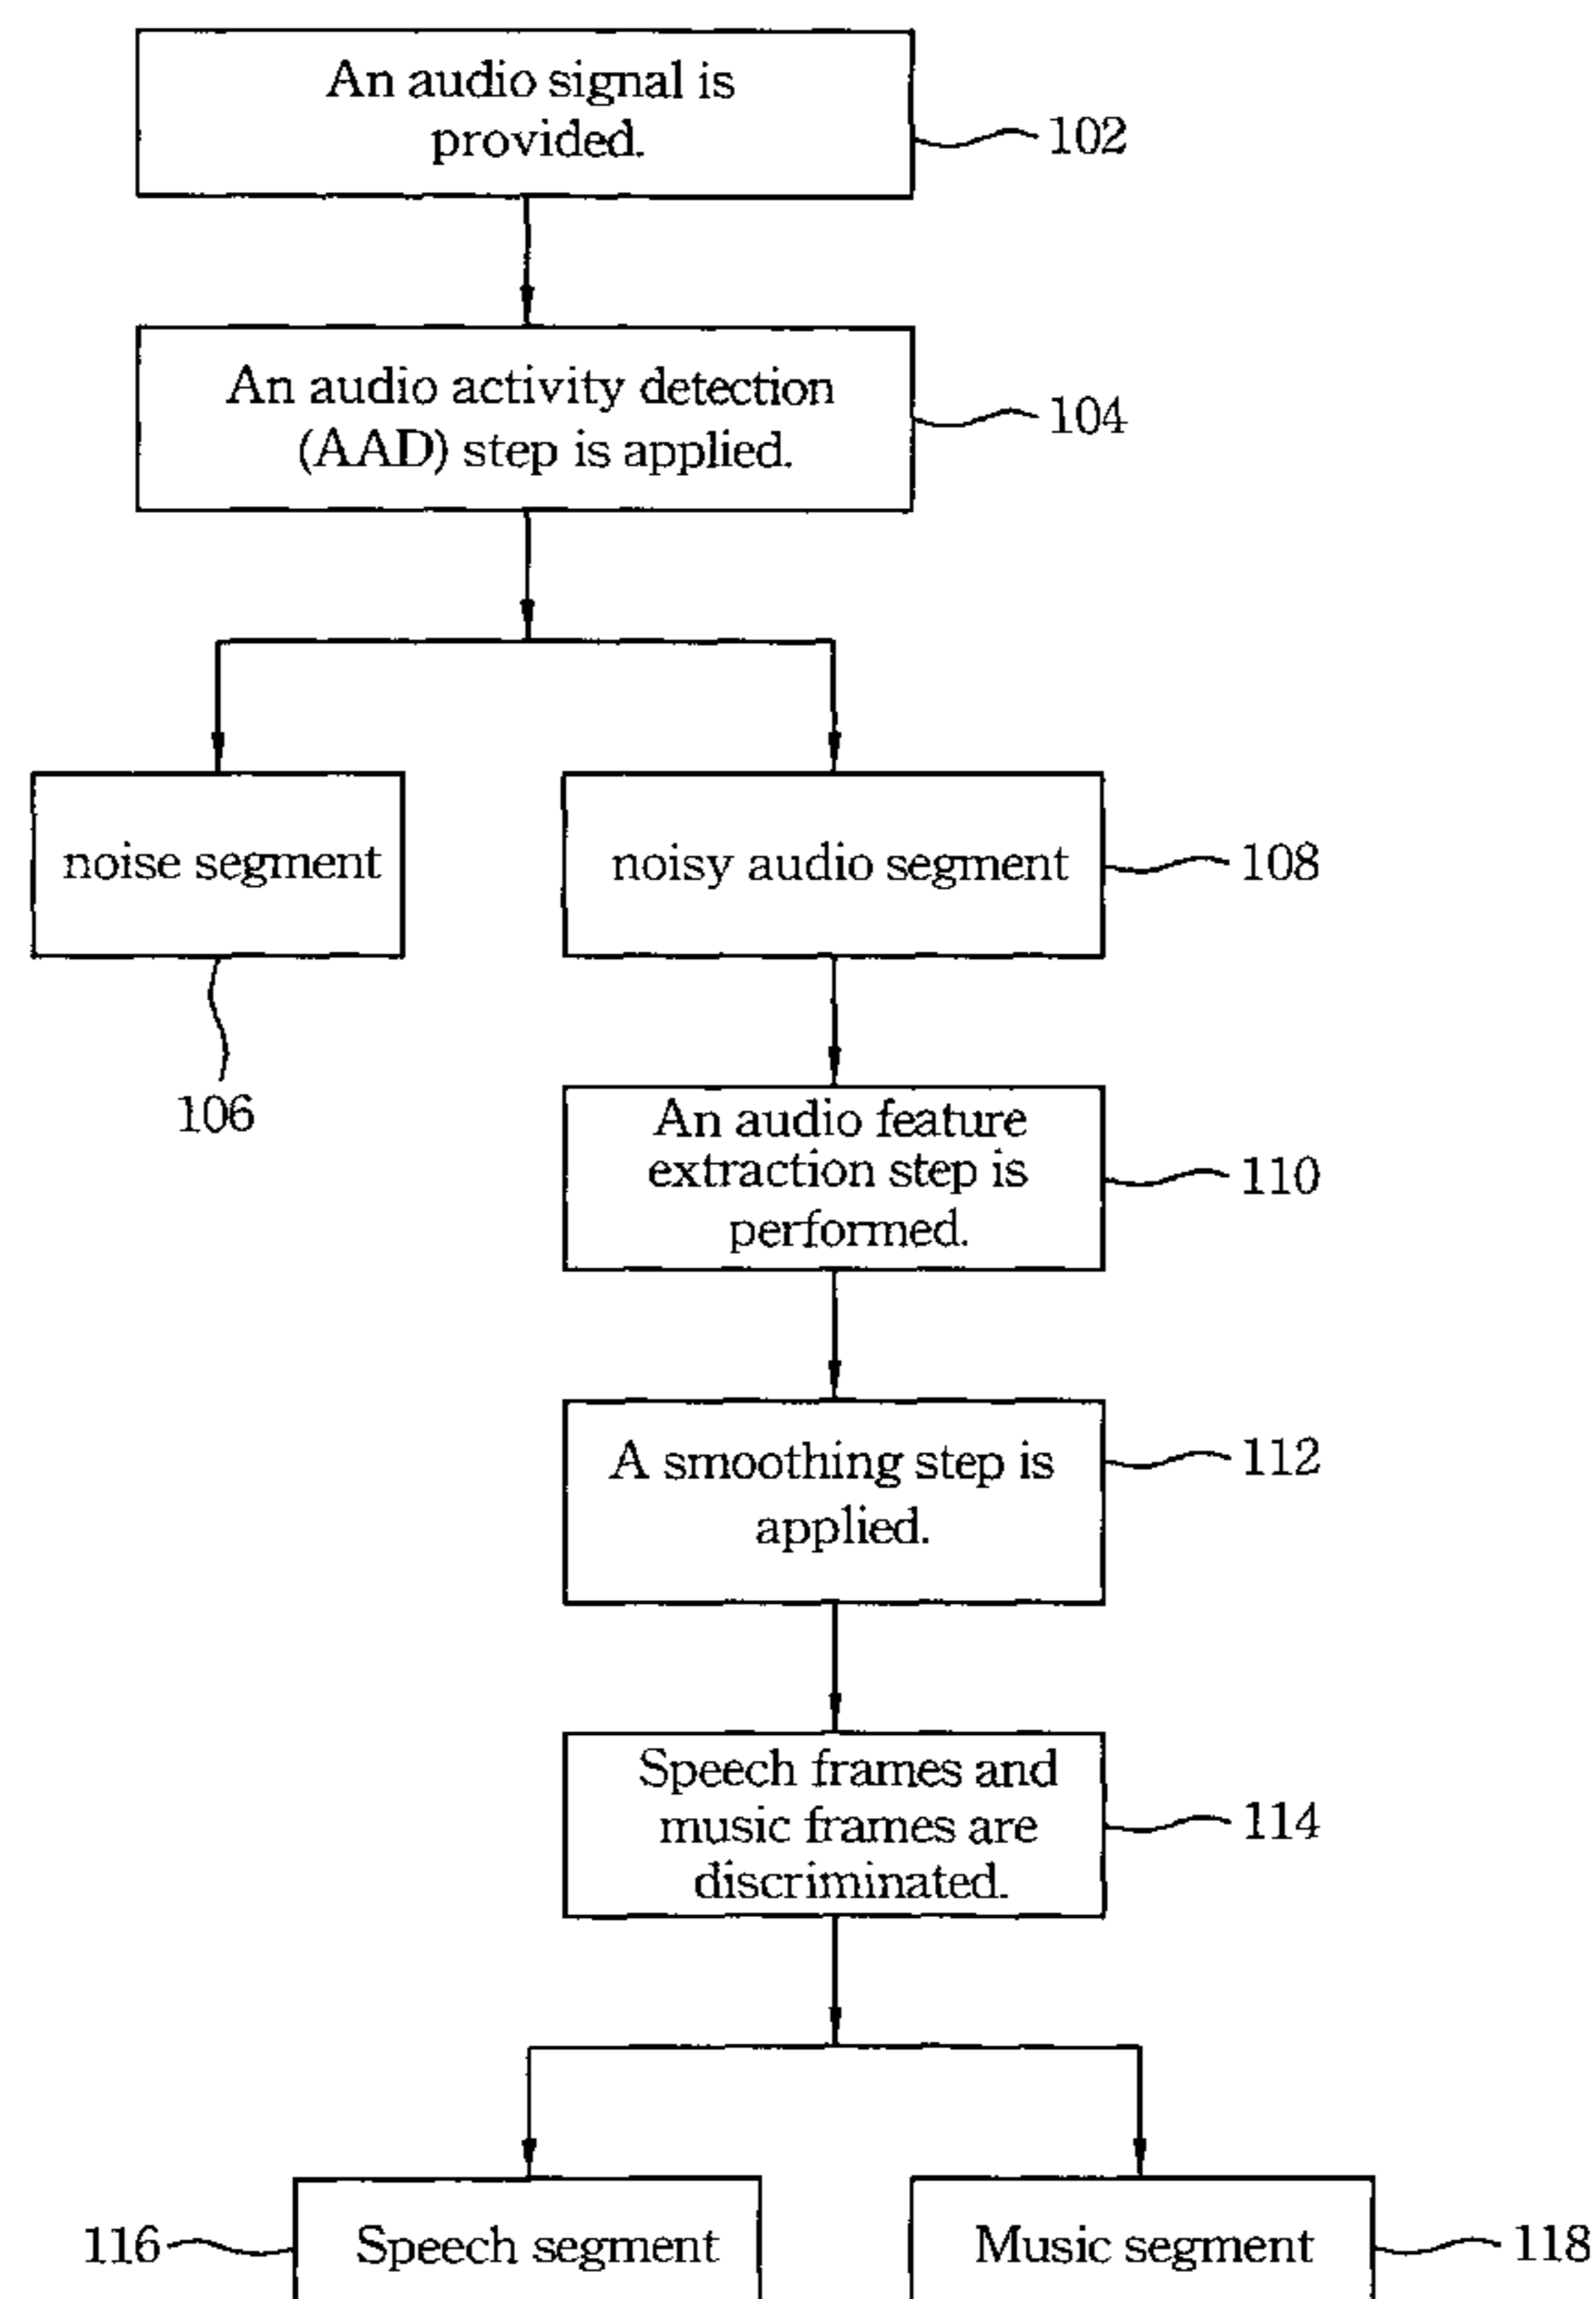 An audio signal is
provided.
102
An audio activity detection
(AAD) step is applied.
104
noise segment
noisy audio segment
108
106
An audio feature
extraction step is
performed.
110
A smoothing step is
applied.
112
Speech frames and
music frames are
discriminated.
114
116
Speech segment
Music segment
118